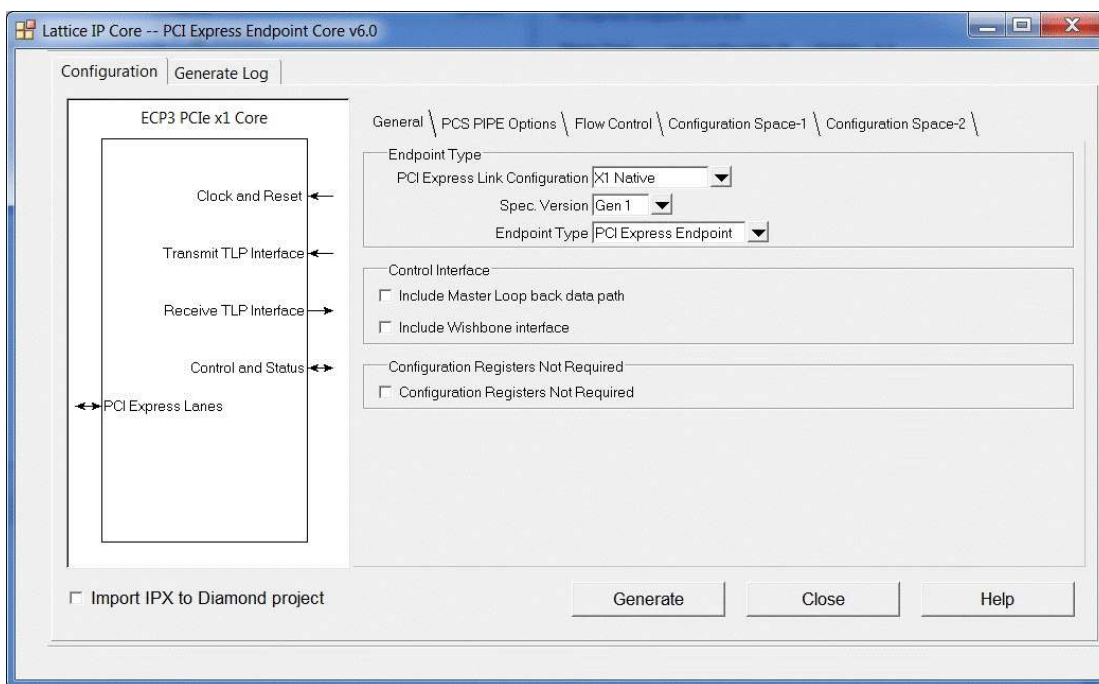 Lattice IP Core -- PCI Express Endpoint Core v6.0
Configuration
Generate Log
ECP3 PCIe x1 Core
Clock and Reset
Transmit TLP Interface
Receive TLP Interface
Control and Status
PCI Express Lanes
General \ PCS PIPE Options \ Flow Control \ Configuration Space-1 \ Configuration Space-2 \
Endpoint Type
PCI Express Link Configuration X1 Native
Spec. Version Gen 1
Endpoint Type PCI Express Endpoint
Control Interface
Include Master Loop back data path
Include Wishbone interface
Configuration Registers Not Required
Configuration Registers Not Required
Import IPX to Diamond project
Generate
Close
Help